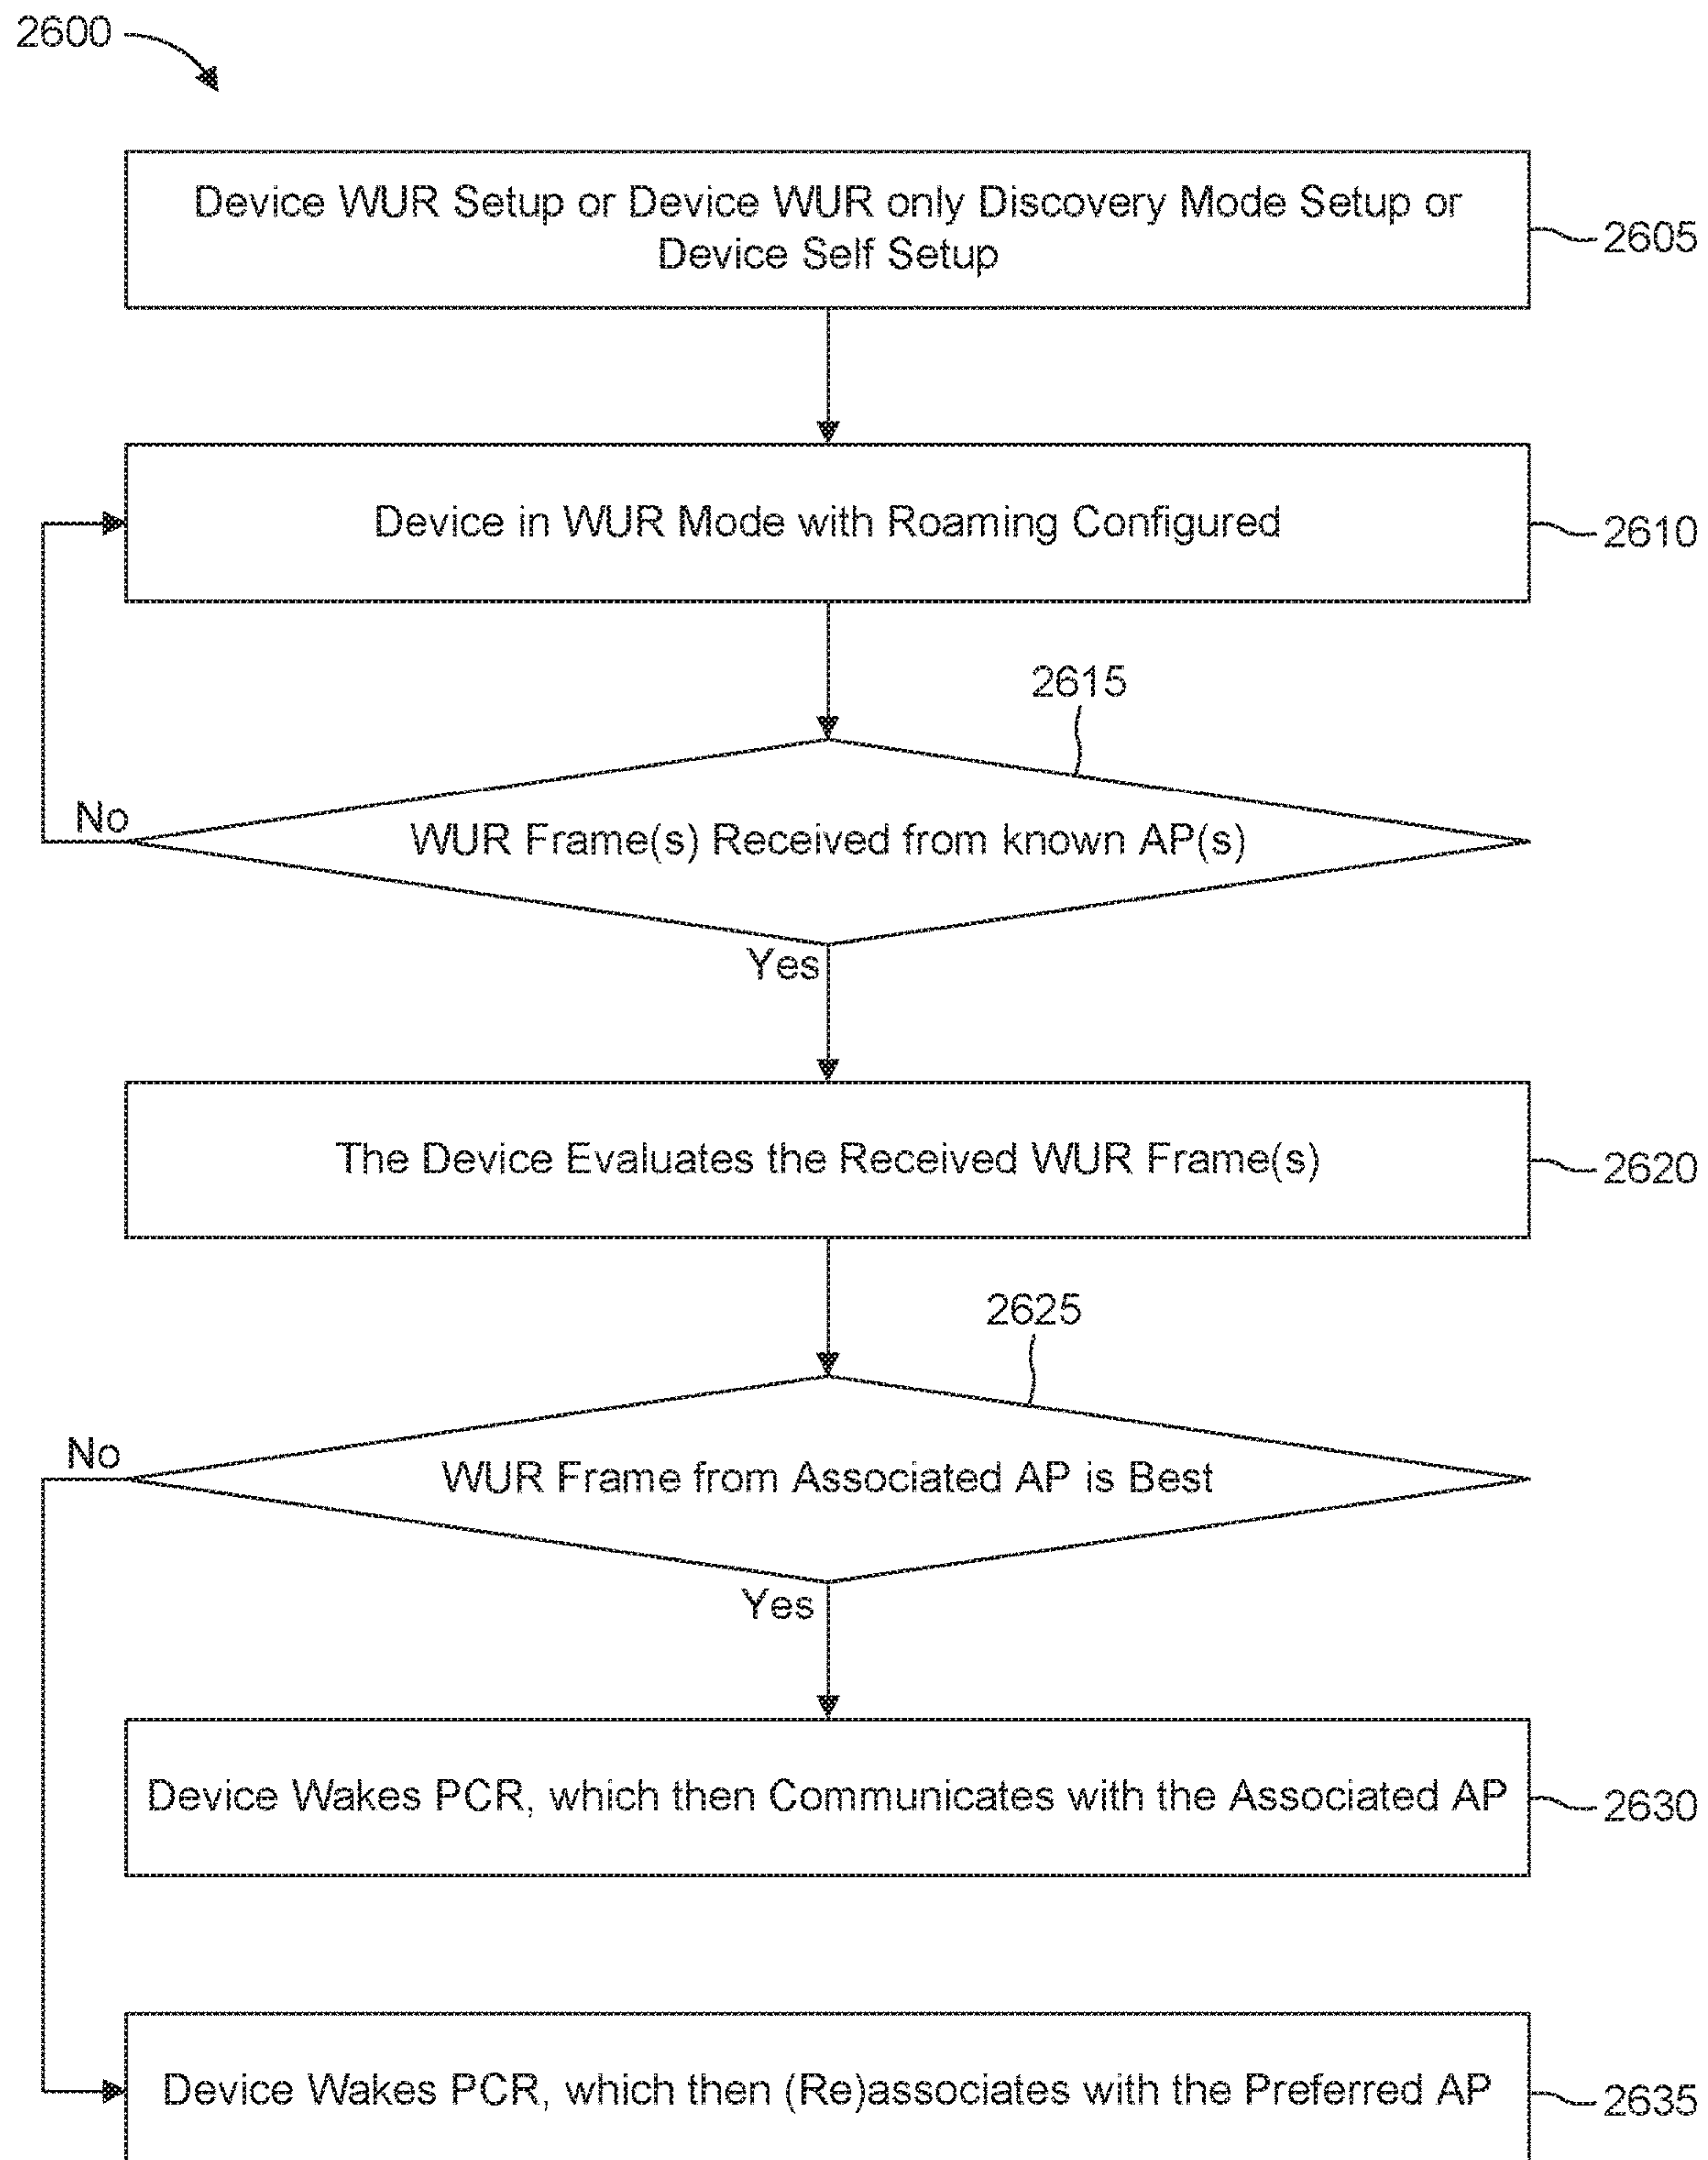 2600
Device WUR Setup or Device WUR only Discovery Mode Setup or
Device Self Setup
2605
Device in WUR Mode with Roaming Configured
2610
2615
No
WUR Frame(s) Received from known AP(s)
Yes
The Device Evaluates the Received WUR Frame(s)
2620
2625
No
WUR Frame from Associated AP is Best
Yes
Device Wakes PCR, which then Communicates with the Associated AP
2630
Device Wakes PCR, which then (Re)associates with the Preferred AP
2635